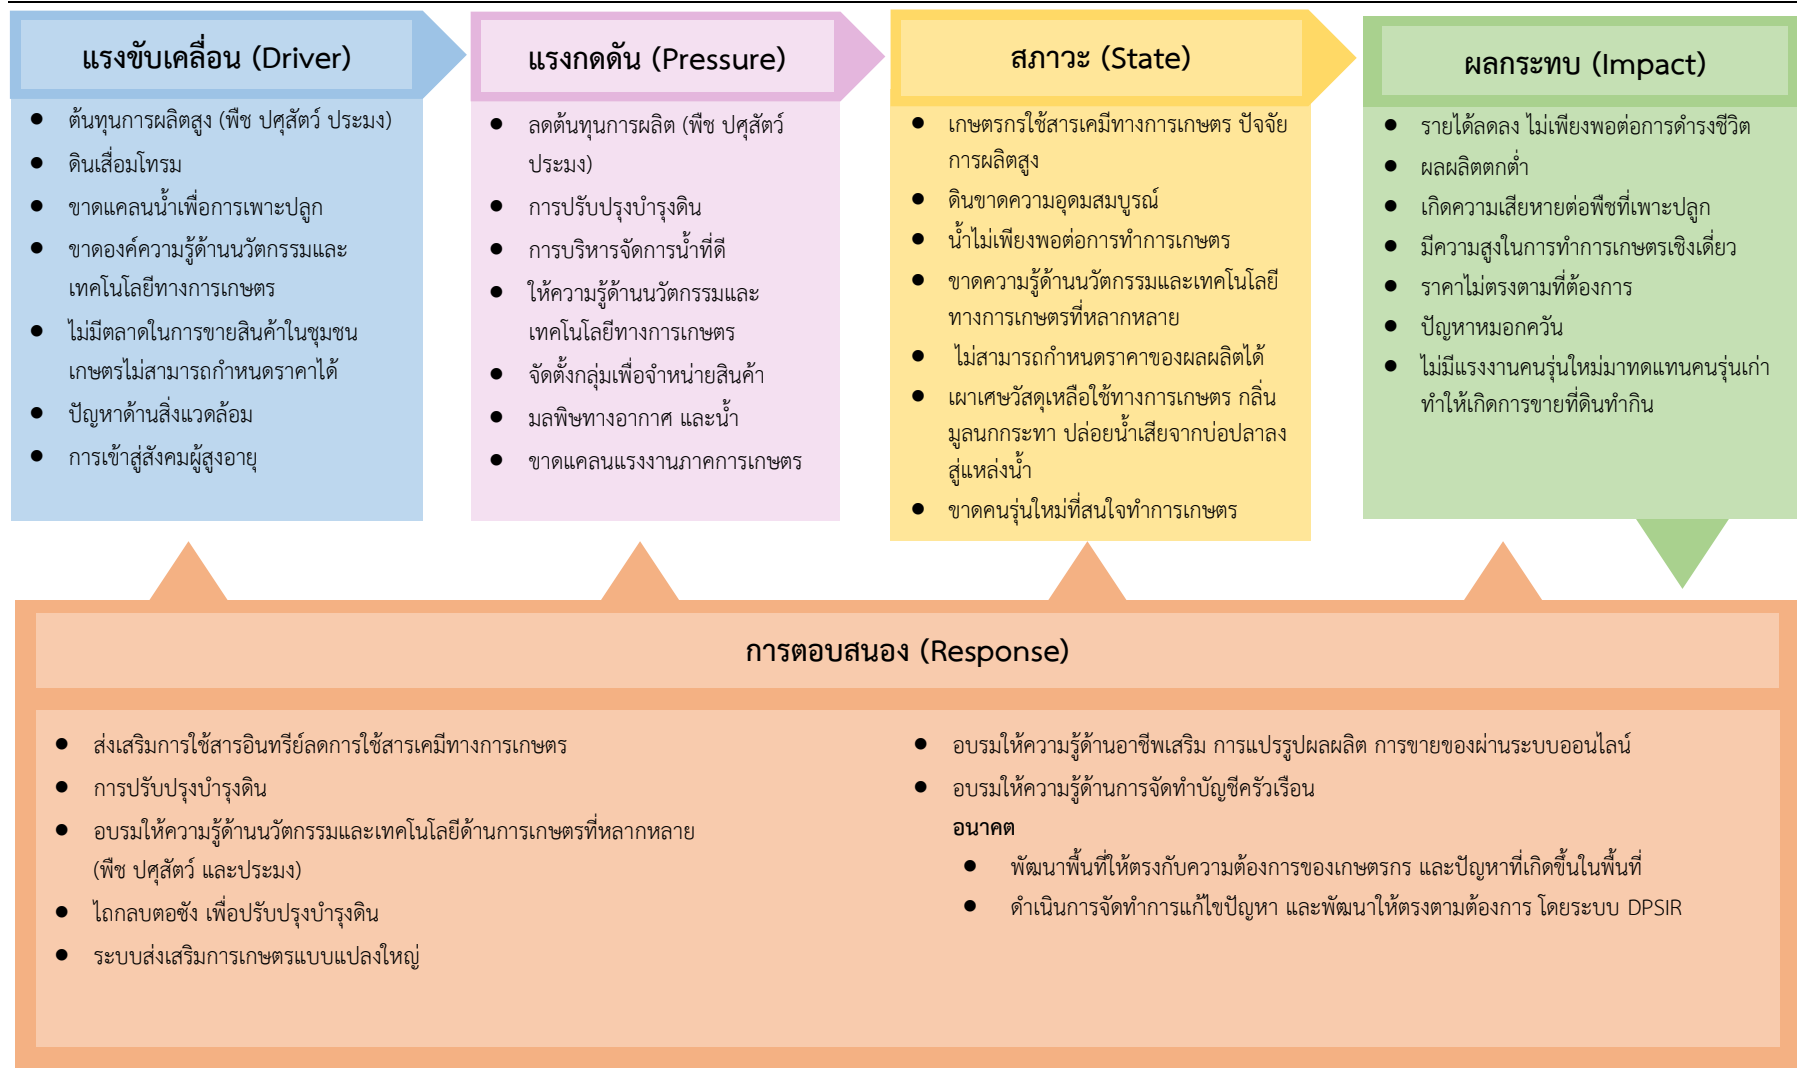 แรงขับเคลื่อน (Driver)
● ต้นทุนการผลิตสูง (พืช ปศุสัตว์ ประมง)
● ดินเสื่อมโทรม
● ขาดแคลนน้ำเพื่อการเพาะปลูก
● ขาดองค์ความรู้ด้านนวัตกรรมและ
เทคโนโลยีทางการเกษตร
● ไม่มีตลาดในการขายสินค้าในชุมชน
เกษตรไม่สามารถกำหนดราคาได้
● ปัญหาด้านสิ่งแวดล้อม
● การเข้าสู่สังคมผู้สูงอายุ
แรงกดดัน (Pressure)
● ลดต้นทุนการผลิต (พืช ปศุสัตว์
ประมง)
● การปรับปรุงบำรุงดิน
● การบริหารจัดการน้ำที่ดี
● ให้ความรู้ด้านนวัตกรรมและ
เทคโนโลยีทางการเกษตร
● จัดตั้งกลุ่มเพื่อจำหน่ายสินค้า
● มลพิษทางอากาศ และน้ำ
● ขาดแคลนแรงงานภาคการเกษตร
สภาวะ (State)
● เกษตรกรใช้สารเคมีทางการเกษตร ปัจจัย
การผลิตสูง
● ดินขาดความอุดมสมบูรณ์
● น้ำไม่เพียงพอต่อการทำการเกษตร
● ขาดความรู้ด้านนวัตกรรมและเทคโนโลยี
ทางการเกษตรที่หลากหลาย
● ไม่สามารถกำหนดราคาของผลผลิตได้
● เผาเศษวัสดุเหลือใช้ทางการเกษตร กลิ่น
มูลนกกระทา ปล่อยน้ำเสียจากบ่อปลาลง
สู่แหล่งน้ำ
● ขาดคนรุ่นใหม่ที่สนใจทำการเกษตร
ผลกระทบ (Impact)
● รายได้ลดลง ไม่เพียงพอต่อการดำรงชีวิต
● ผลผลิตตกต่ำ
● เกิดความเสียหายต่อพืชที่เพาะปลูก
● มีความสูงในการทำการเกษตรเชิงเดี่ยว
● ราคาไม่ตรงตามที่ต้องการ
● ปัญหาหมอกควัน
● ไม่มีแรงงานคนรุ่นใหม่มาทดแทนคนรุ่นเก่า
ทำให้เกิดการขายที่ดินทำกิน
การตอบสนอง (Response)
● ส่งเสริมการใช้สารอินทรีย์ลดการใช้สารเคมีทางการเกษตร
● การปรับปรุงบำรุงดิน
● อบรมให้ความรู้ด้านนวัตกรรมและเทคโนโลยีด้านการเกษตรที่หลากหลาย
(พืช ปศุสัตว์ และประมง)
● ไถกลบตอซัง เพื่อปรับปรุงบำรุงดิน
● ระบบส่งเสริมการเกษตรแบบแปลงใหญ่
● อบรมให้ความรู้ด้านอาชีพเสริม การแปรรูปผลผลิต การขายของผ่านระบบออนไลน์
● อบรมให้ความรู้ด้านการจัดทำบัญชีครัวเรือน
อนาคต
● พัฒนาพื้นที่ให้ตรงกับความต้องการของเกษตรกร และปัญหาที่เกิดขึ้นในพื้นที่
● ดำเนินการจัดทำการแก้ไขปัญหา และพัฒนาให้ตรงตามต้องการ โดยระบบ DPSIR